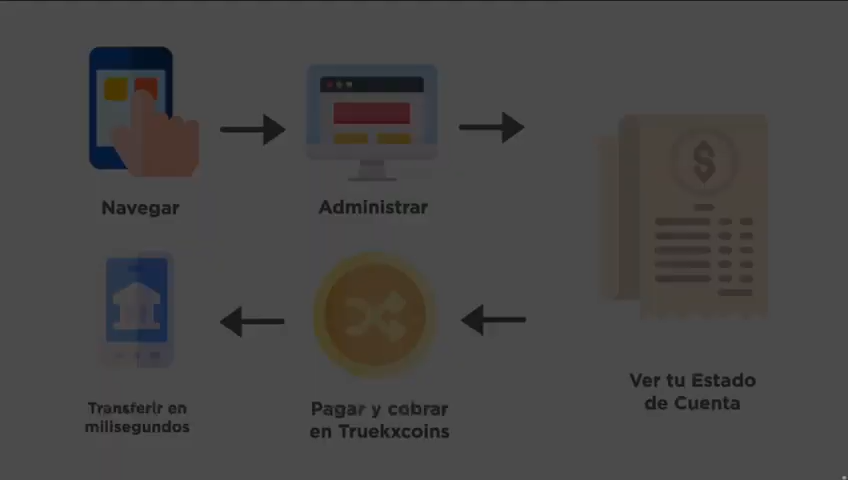 Navegar
Administrar
Ver tu Estado
de Cuenta
Pagar y cobrar
en Truekxcoins
Transferir en
milisegundos